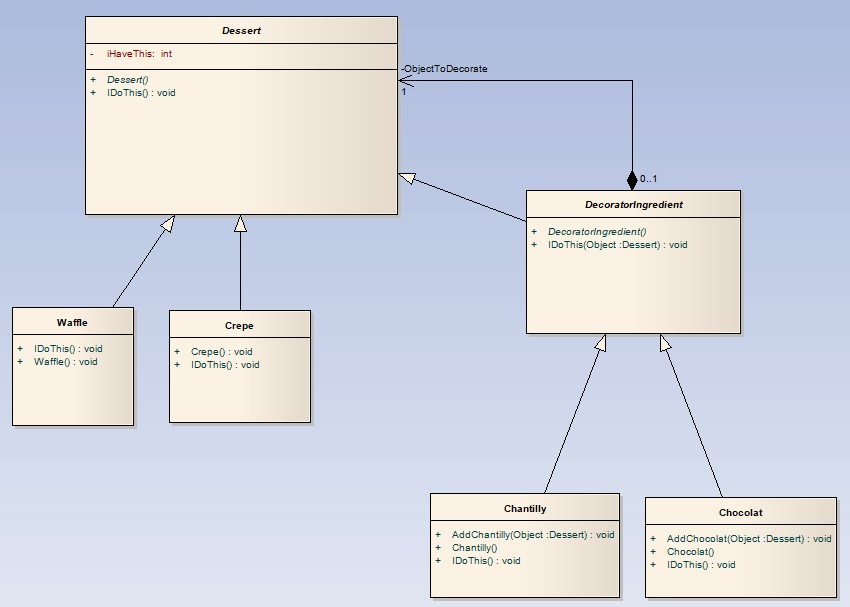 Dessert
- iHaveThis: int
+ Dessert()
+ IDoThis() : void
-ObjectToDecorate
1
0..1
DecoratorIngredient
+ DecoratorIngredient()
+ IDoThis(Object :Dessert) : void
Waffle
+ IDoThis() : void
+ Waffle() : void
Crepe
+ Crepe() : void
+ IDoThis() : void
Chantilly
+ AddChantilly(Object :Dessert) : void
+ Chantilly()
+ IDoThis() : void
Chocolat
+ AddChocolat(Object :Dessert) : void
+ Chocolat()
+ IDoThis() : void